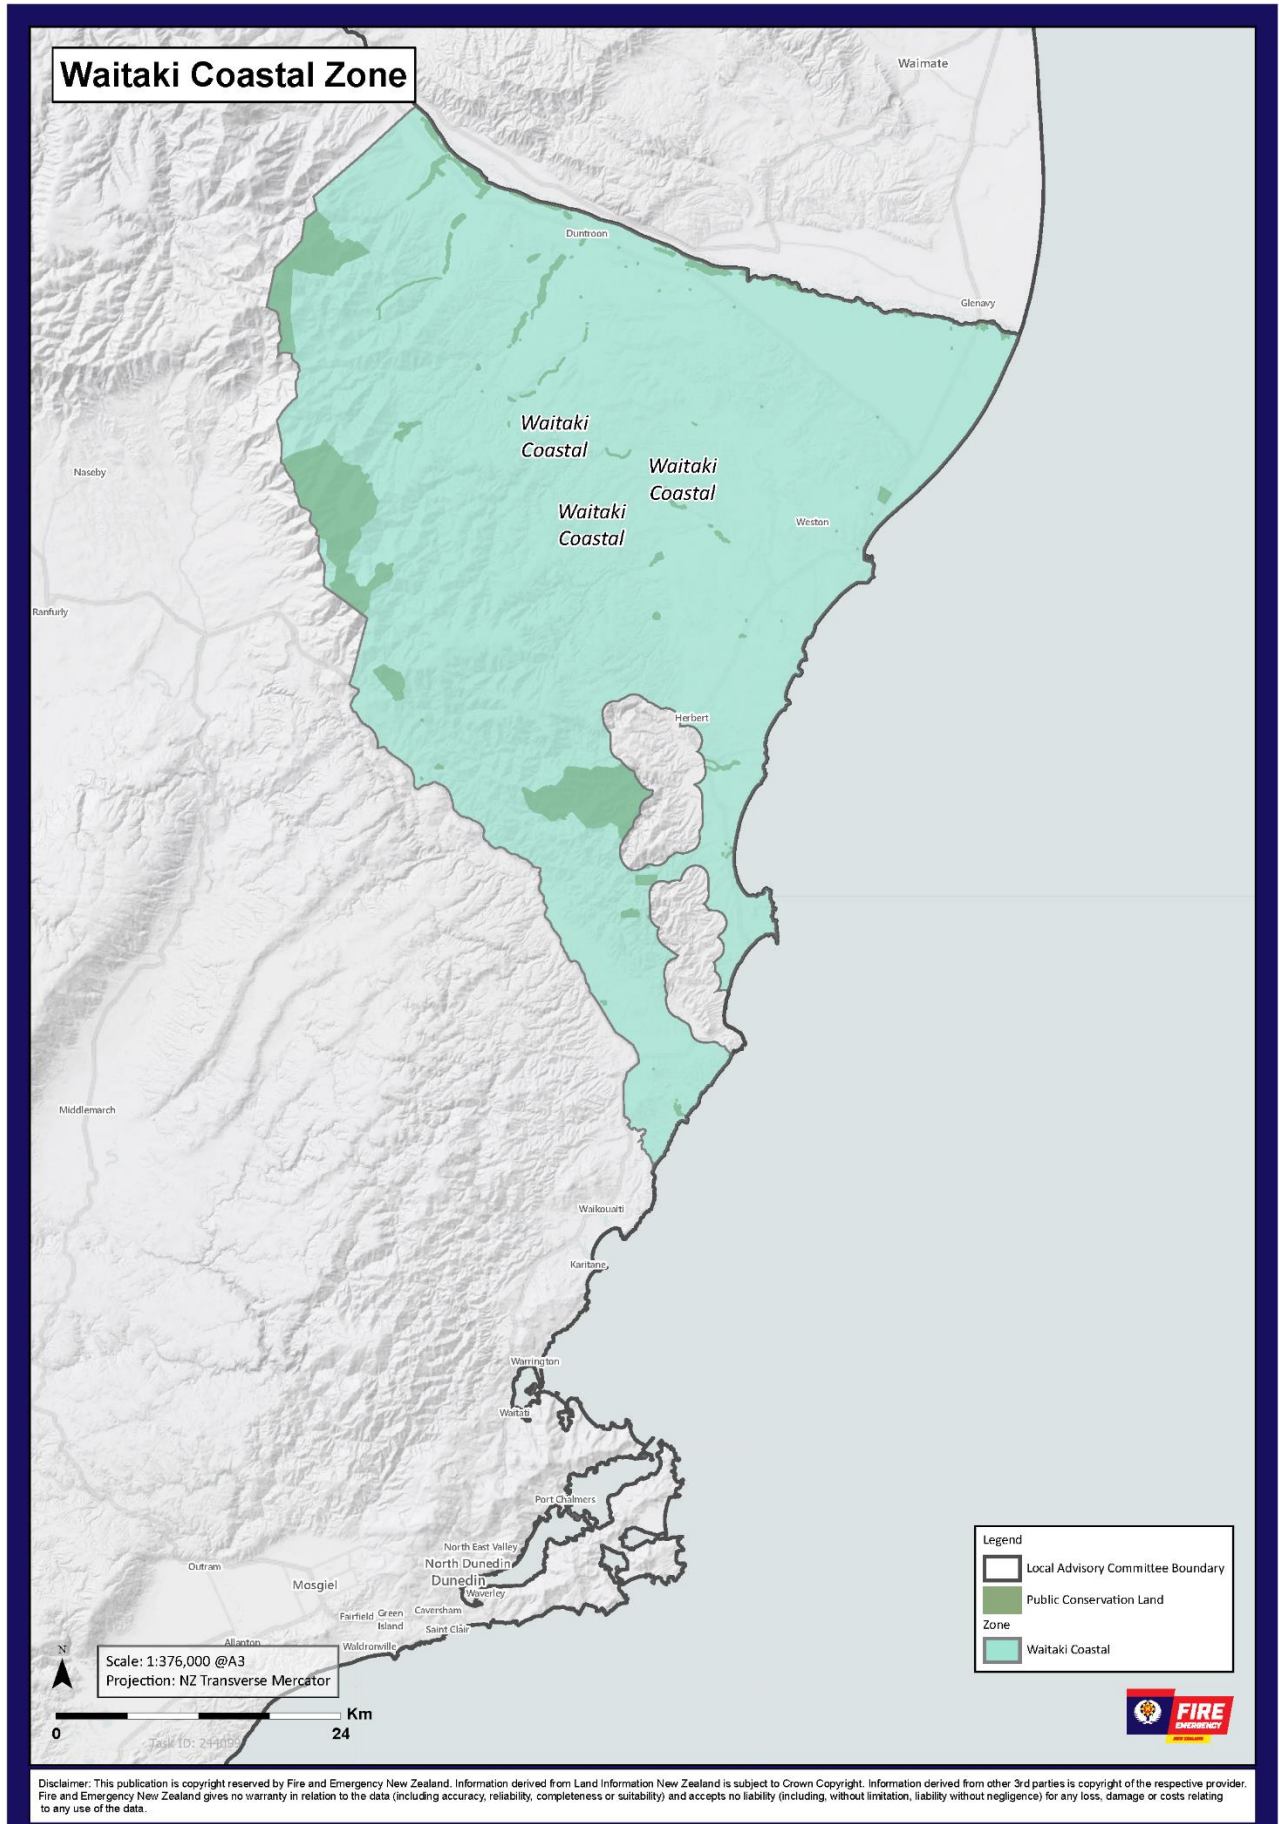 Waitaki Coastal Zone
Waimate
Duntroon
Glenavy
Waitaki
Coastal
Waitaki
Coastal
Waitaki
Coastal
Naseby
Weston
Ranfurly
Herbert
Middlemarch
Waikouaiti
Karitane
Warrington
Waitati
Port Chalmers
North East Valley
North Dunedin
Dunedin
Waverley
Outram
Mosgiel
Fairfield
Green
Island
Caversham
Saint Clair
Allanton
Waldronville
Legend
Local Advisory Committee Boundary
Public Conservation Land
Zone
Waitaki Coastal
N
Scale: 1:376,000 @A3
Projection: NZ Transverse Mercator
Km
0
24
FIRE
EMERGENCY
NEW ZEALAND
Disclaimer: This publication is copyright reserved by Fire and Emergency New Zealand. Information derived from Land Information New Zealand is subject to Crown Copyright. Information derived from other 3rd parties is copyright of the respective provider.
Fire and Emergency New Zealand gives no warranty in relation to the data (including accuracy, reliability, completeness or suitability) and accepts no liability (including, without limitation, liability without negligence) for any loss, damage or costs relating
to any use of the data.